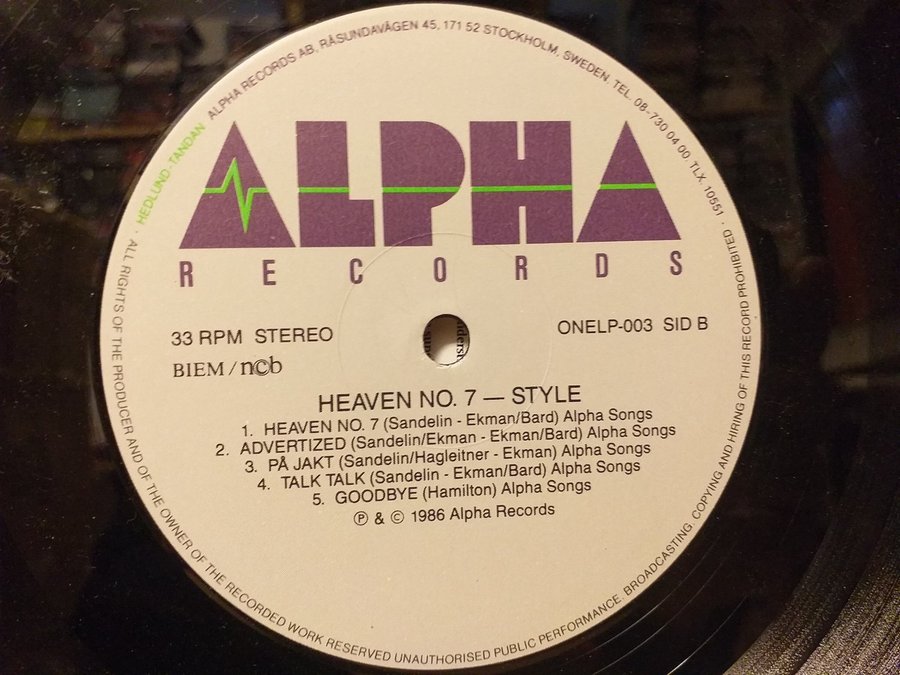 HEDLUND-TANDAN ALPHA RECORDS AB, RÅSUNDAVÄGEN 45, 171 52 STOCKHOLM, SWEDEN. TEL. 08-730 04 00. TLX. 10551 ·
ALPHA
RECORDS
33 RPM STEREO
ONELP-003 SID B
BIEM/n©b
HEAVEN NO. 7 — STYLE
1. HEAVEN NO. 7 (Sandelin - Ekman/Bard) Alpha Songs
2. ADVERTIZED (Sandelin/Ekman - Ekman/Bard) Alpha Songs
3. PÅ JAKT (Sandelin/Hagleitner - Ekman/Bard) Alpha Songs
4. TALK TALK (Sandelin - Ekman/Bard) Alpha Songs
5. GOODBYE (Hamilton) Alpha Songs
℗ & © 1986 Alpha Records
· ALL RIGHTS OF THE PRODUCER AND OF THE OWNER OF THE RECORDED WORK RESERVED UNAUTHORISED PUBLIC PERFORMANCE. BROADCASTING. COPYING AND HIRING OF THIS RECORD PROHIBITED